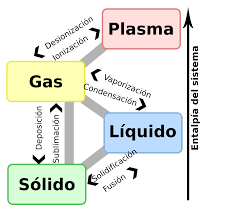 Plasma
Desionización
Ionización
Gas
Vaporización
Condensación
Entalpía del sistema
Deposición
Sublimación
Líquido
Solidificación
Fusión
Sólido